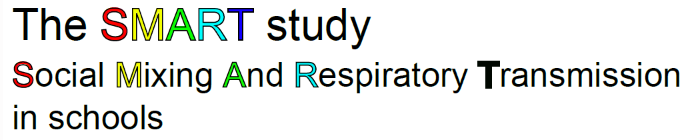 The SMART study
Social Mixing And Respiratory Transmission
in schools